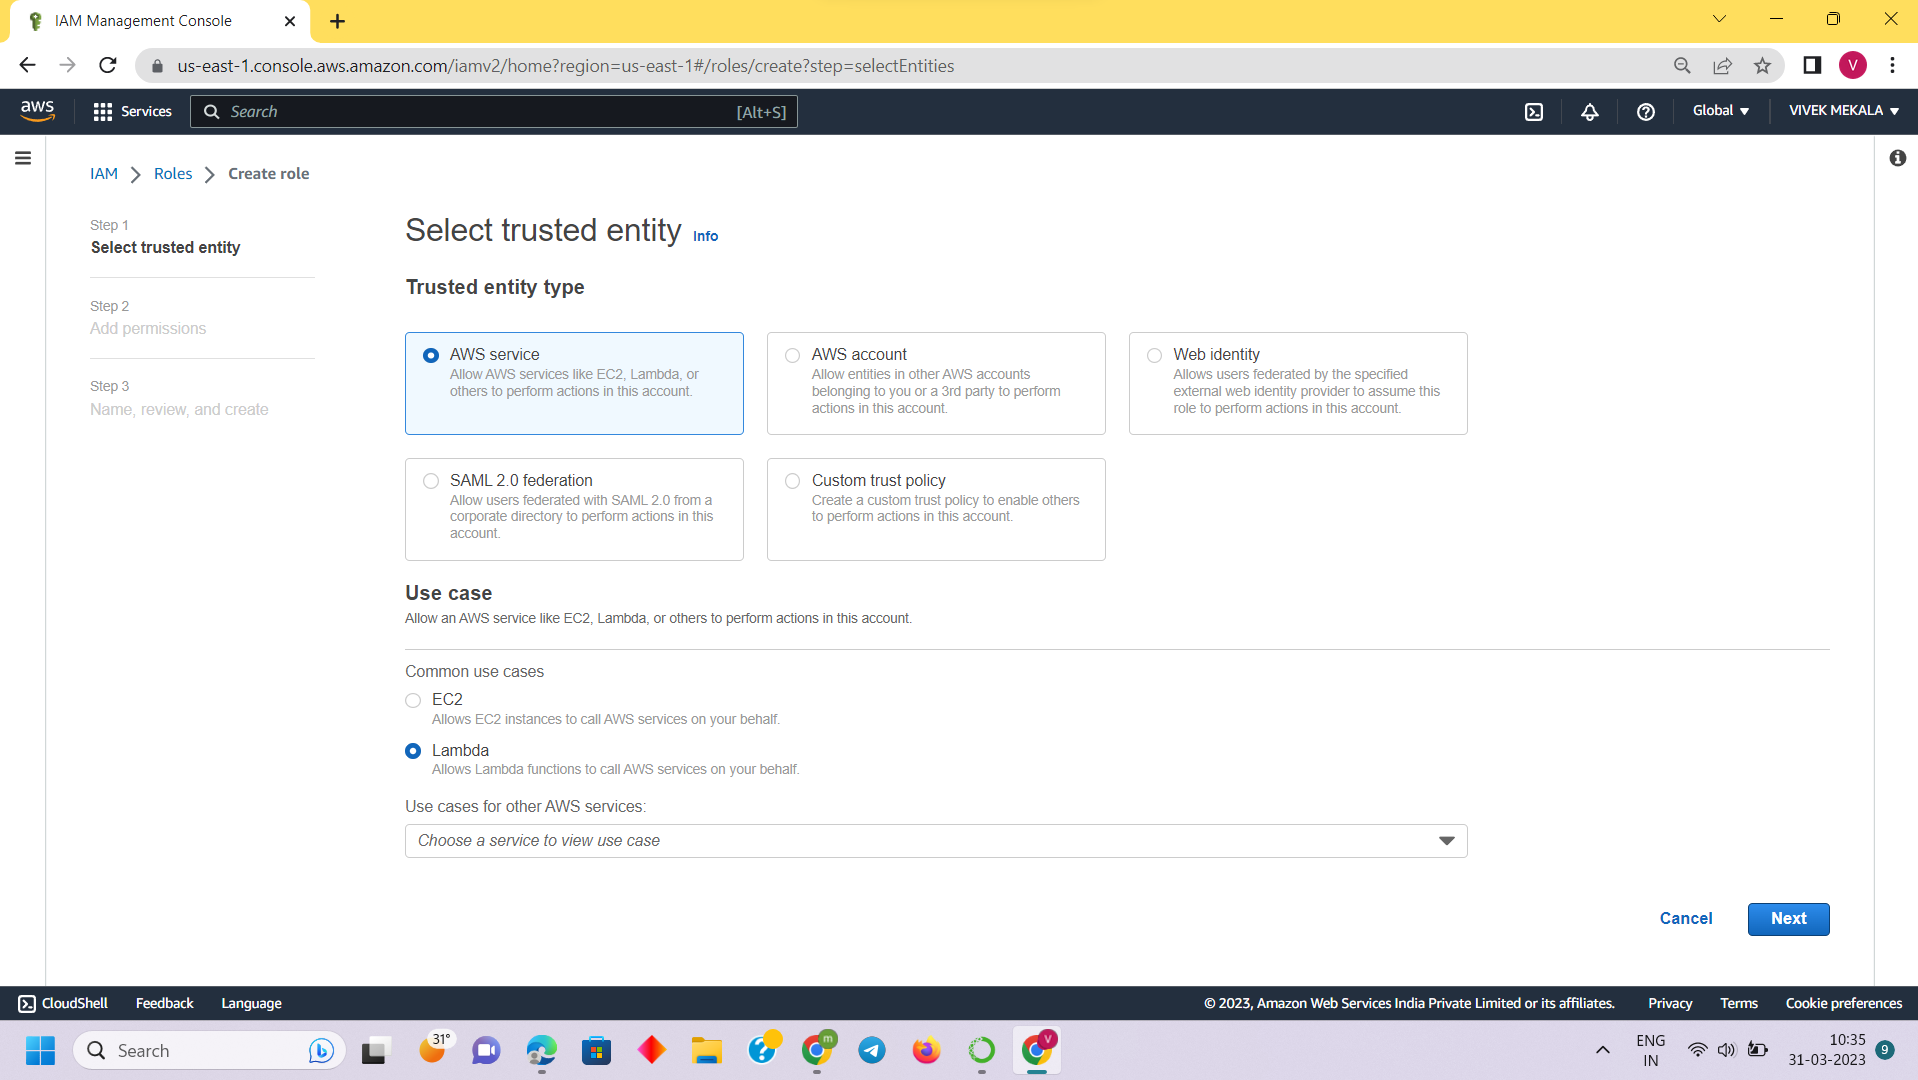 IAM Management Console
us-east-1.console.aws.amazon.com/iamv2/home?region=us-east-1#/roles/create?step=selectEntities
V
aws
Services
Search
[Alt+S]
Global
VIVEK MEKALA
IAM
Roles
Create role
Step 1
Select trusted entity
Step 2
Add permissions
Step 3
Name, review, and create
Select trusted entity Info
Trusted entity type
AWS service
Allow AWS services like EC2, Lambda, or
others to perform actions in this account.
AWS account
Allow entities in other AWS accounts
belonging to you or a 3rd party to perform
actions in this account.
Web identity
Allows users federated by the specified
external web identity provider to assume this
role to perform actions in this account.
SAML 2.0 federation
Allow users federated with SAML 2.0 from a
corporate directory to perform actions in this
account.
Custom trust policy
Create a custom trust policy to enable others
to perform actions in this account.
Use case
Allow an AWS service like EC2, Lambda, or others to perform actions in this account.
Common use cases
EC2
Allows EC2 instances to call AWS services on your behalf.
Lambda
Allows Lambda functions to call AWS services on your behalf.
Use cases for other AWS services:
Choose a service to view use case
Cancel
Next
CloudShell
Feedback
Language
© 2023, Amazon Web Services India Private Limited or its affiliates.
Privacy
Terms
Cookie preferences
Search
31°
m
V
ENG
IN
10:35
31-03-2023
9